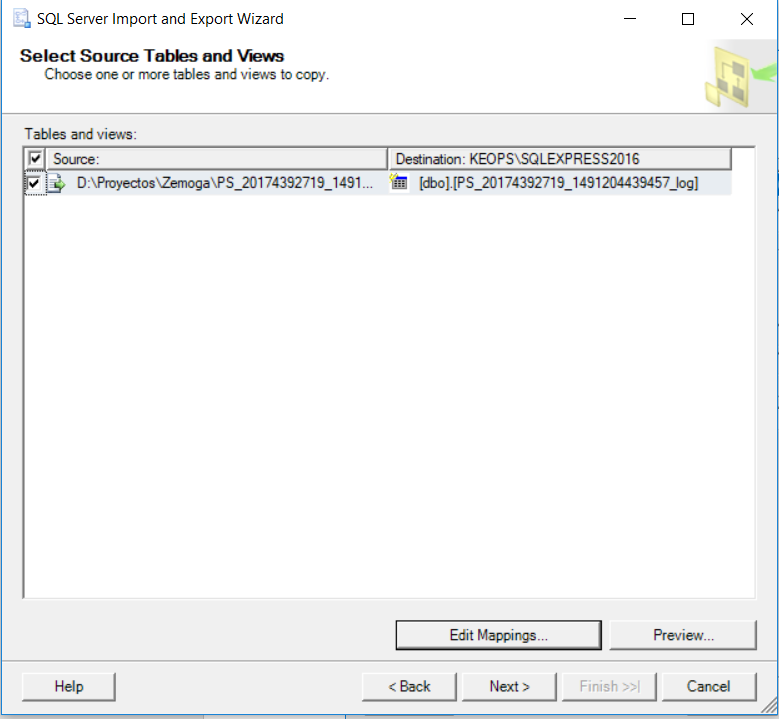 SQL Server Import and Export Wizard
Select Source Tables and Views
Choose one or more tables and views to copy.
Tables and views:
Source: Destination: KEOPS\SQLEXPRESS2016
D:\Proyectos\Zemoga\PS_20174392719_1491... [dbo].[PS_20174392719_1491204439457_log]
Edit Mappings... Preview...
Help < Back Next > Finish >>| Cancel